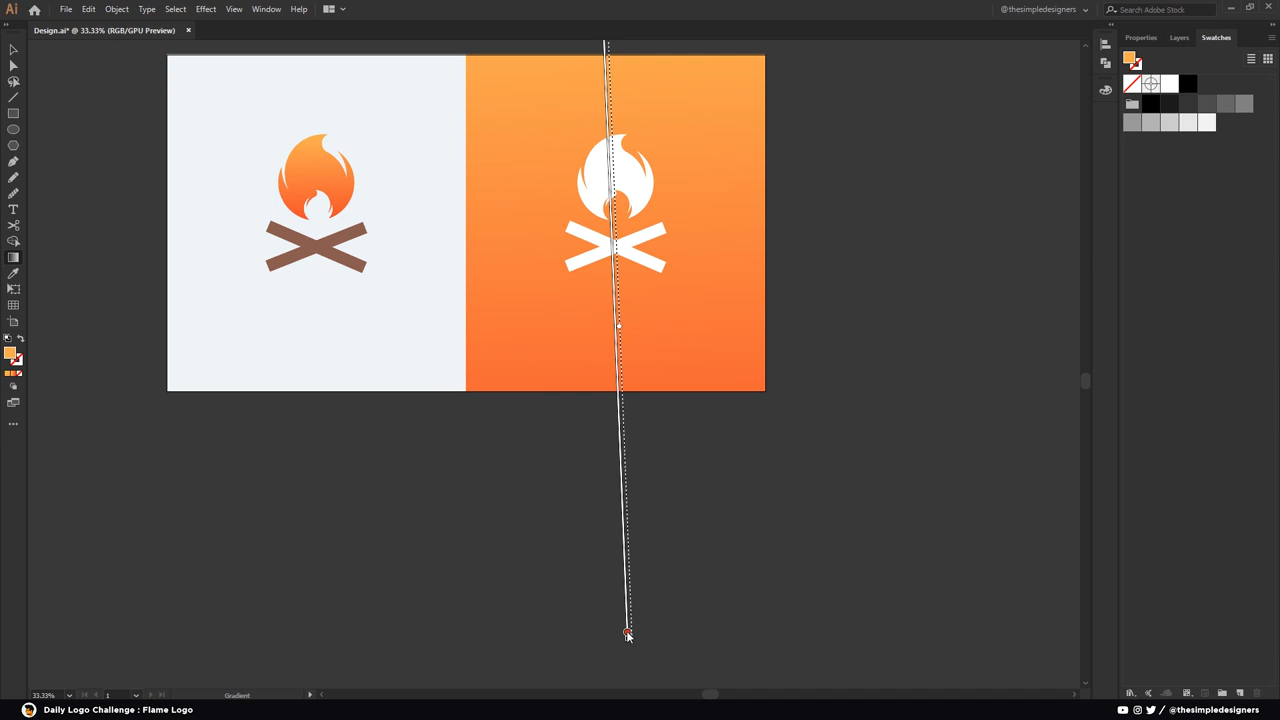 Ai File Edit Object Type Select Effect View Window Help @thesimpledesigners Search Adobe Stock
Design.ai* @ 33.33% (RGB/GPU Preview) ×
Properties Layers Swatches
T
33.33% 1 Gradient
Daily Logo Challenge : Flame Logo @thesimpledesigners